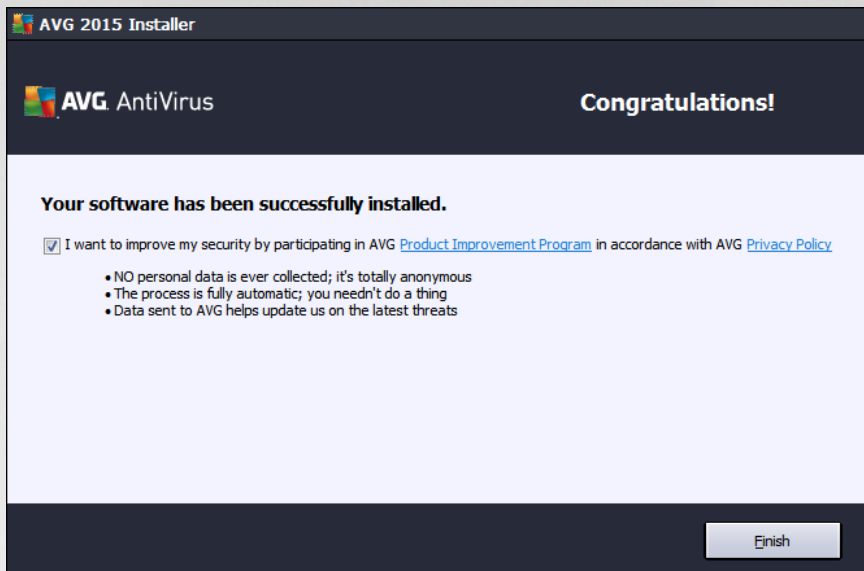 AVG 2015 Installer
AVG. AntiVirus
Congratulations!
Your software has been successfully installed.
I want to improve my security by participating in AVG Product Improvement Program in accordance with AVG Privacy Policy
• NO personal data is ever collected; it's totally anonymous
• The process is fully automatic; you needn't do a thing
• Data sent to AVG helps update us on the latest threats
Finish